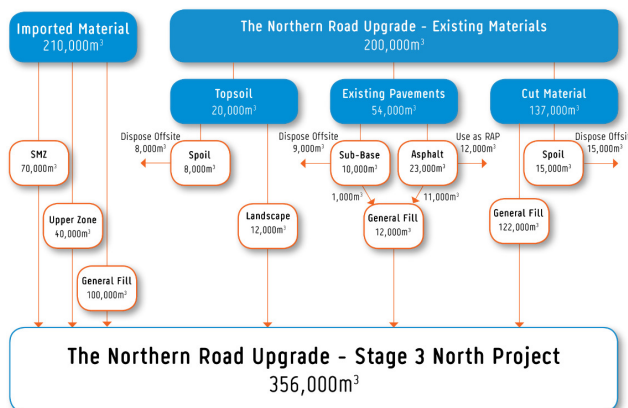 Imported Material
210,000m³
The Northern Road Upgrade - Existing Materials
200,000m³
Topsoil
20,000m³
Existing Pavements
54,000m³
Cut Material
137,000m³
Dispose Offsite
8,000m³
Spoil
8,000m³
Dispose Offsite
9,000m³
Sub-Base
10,000m³
Asphalt
23,000m³
Use as RAP
12,000m³
Spoil
15,000m³
Dispose Offsite
15,000m³
SMZ
70,000m³
1,000m³
11,000m³
Upper Zone
40,000m³
Landscape
12,000m³
General Fill
12,000m³
General Fill
122,000m³
General Fill
100,000m³
The Northern Road Upgrade - Stage 3 North Project
356,000m³